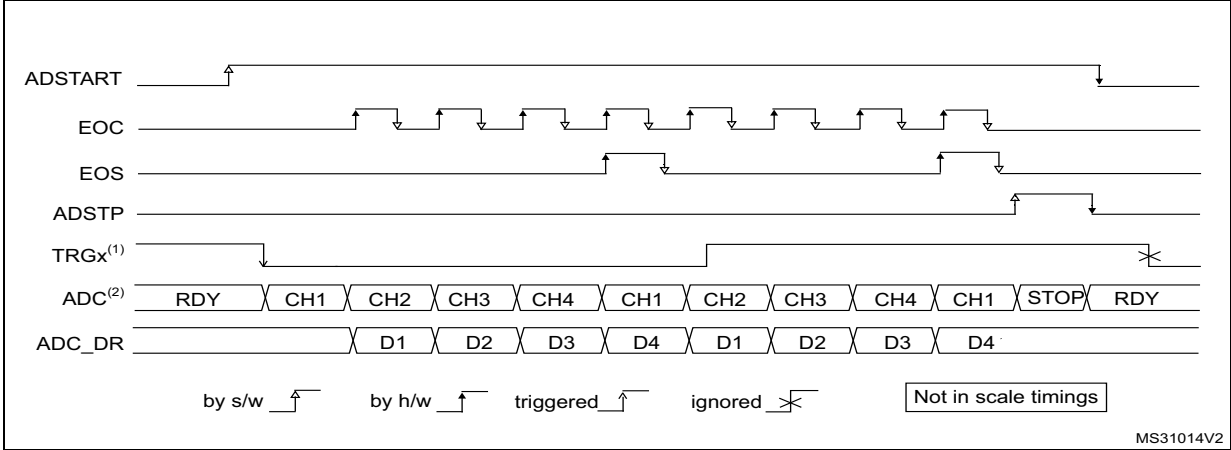 ADSTART
EOC
EOS
ADSTP
TRGx(1)
ADC(2) RDY CH1 CH2 CH3 CH4 CH1 CH2 CH3 CH4 CH1 STOP RDY
ADC_DR D1 D2 D3 D4 D1 D2 D3 D4
by s/w by h/w triggered ignored Not in scale timings
MS31014V2